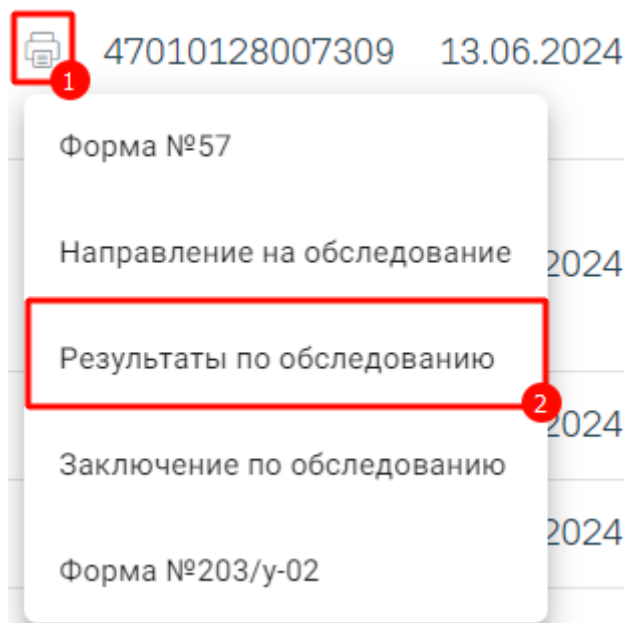 47010128007309 13.06.2024
1
Форма №57
Направление на обследование
2024
Результаты по обследованию
2
2024
Заключение по обследованию
2024
Форма №203/у-02